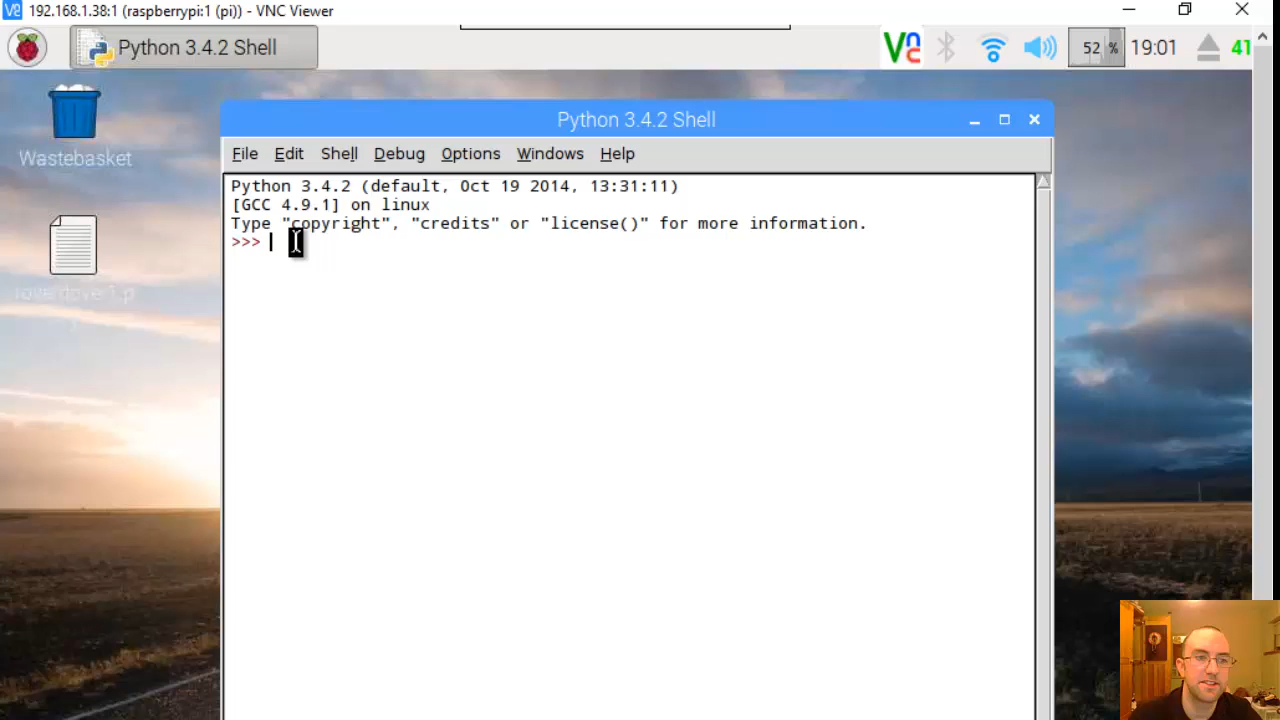 192.168.1.38:1 (raspberrypi:1 (pi)) - VNC Viewer
Python 3.4.2 Shell
52 %
19:01
41
Wastebasket
Python 3.4.2 Shell
File Edit Shell Debug Options Windows Help
Python 3.4.2 (default, Oct 19 2014, 13:31:11)
[GCC 4.9.1] on linux
Type "copyright", "credits" or "license()" for more information.
>>>